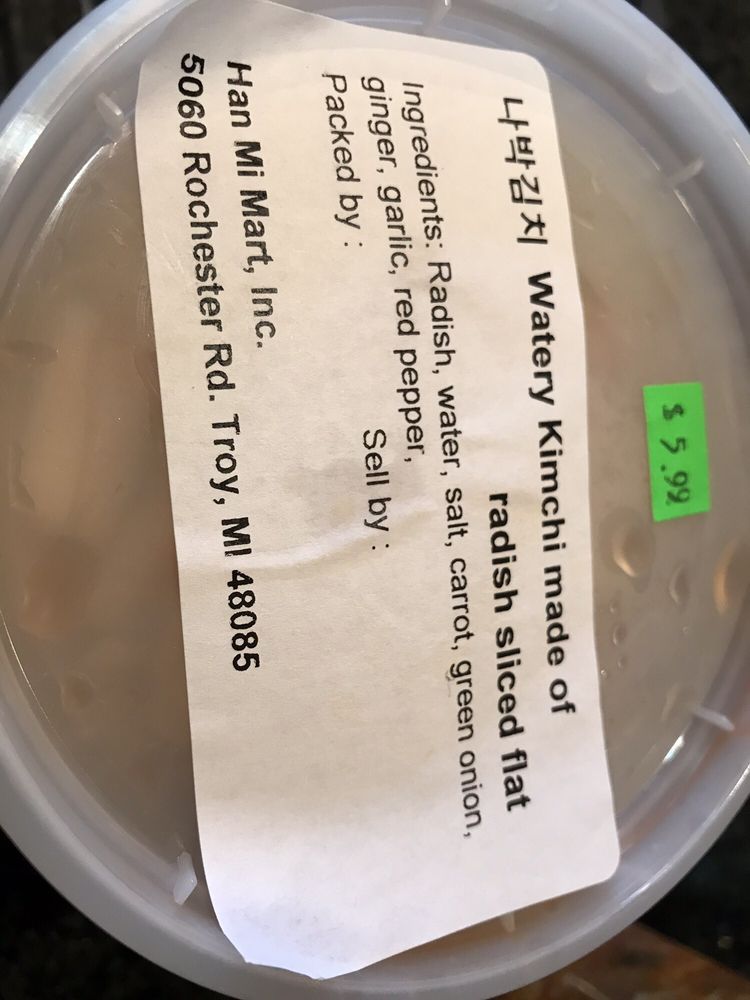 나박김치 Watery Kimchi made of
radish sliced flat
Ingredients: Radish, water, salt, carrot, green onion,
ginger, garlic, red pepper,
Packed by : Sell by :
Han Mi Mart, Inc.
5060 Rochester Rd. Troy, MI 48085
$ 5.99